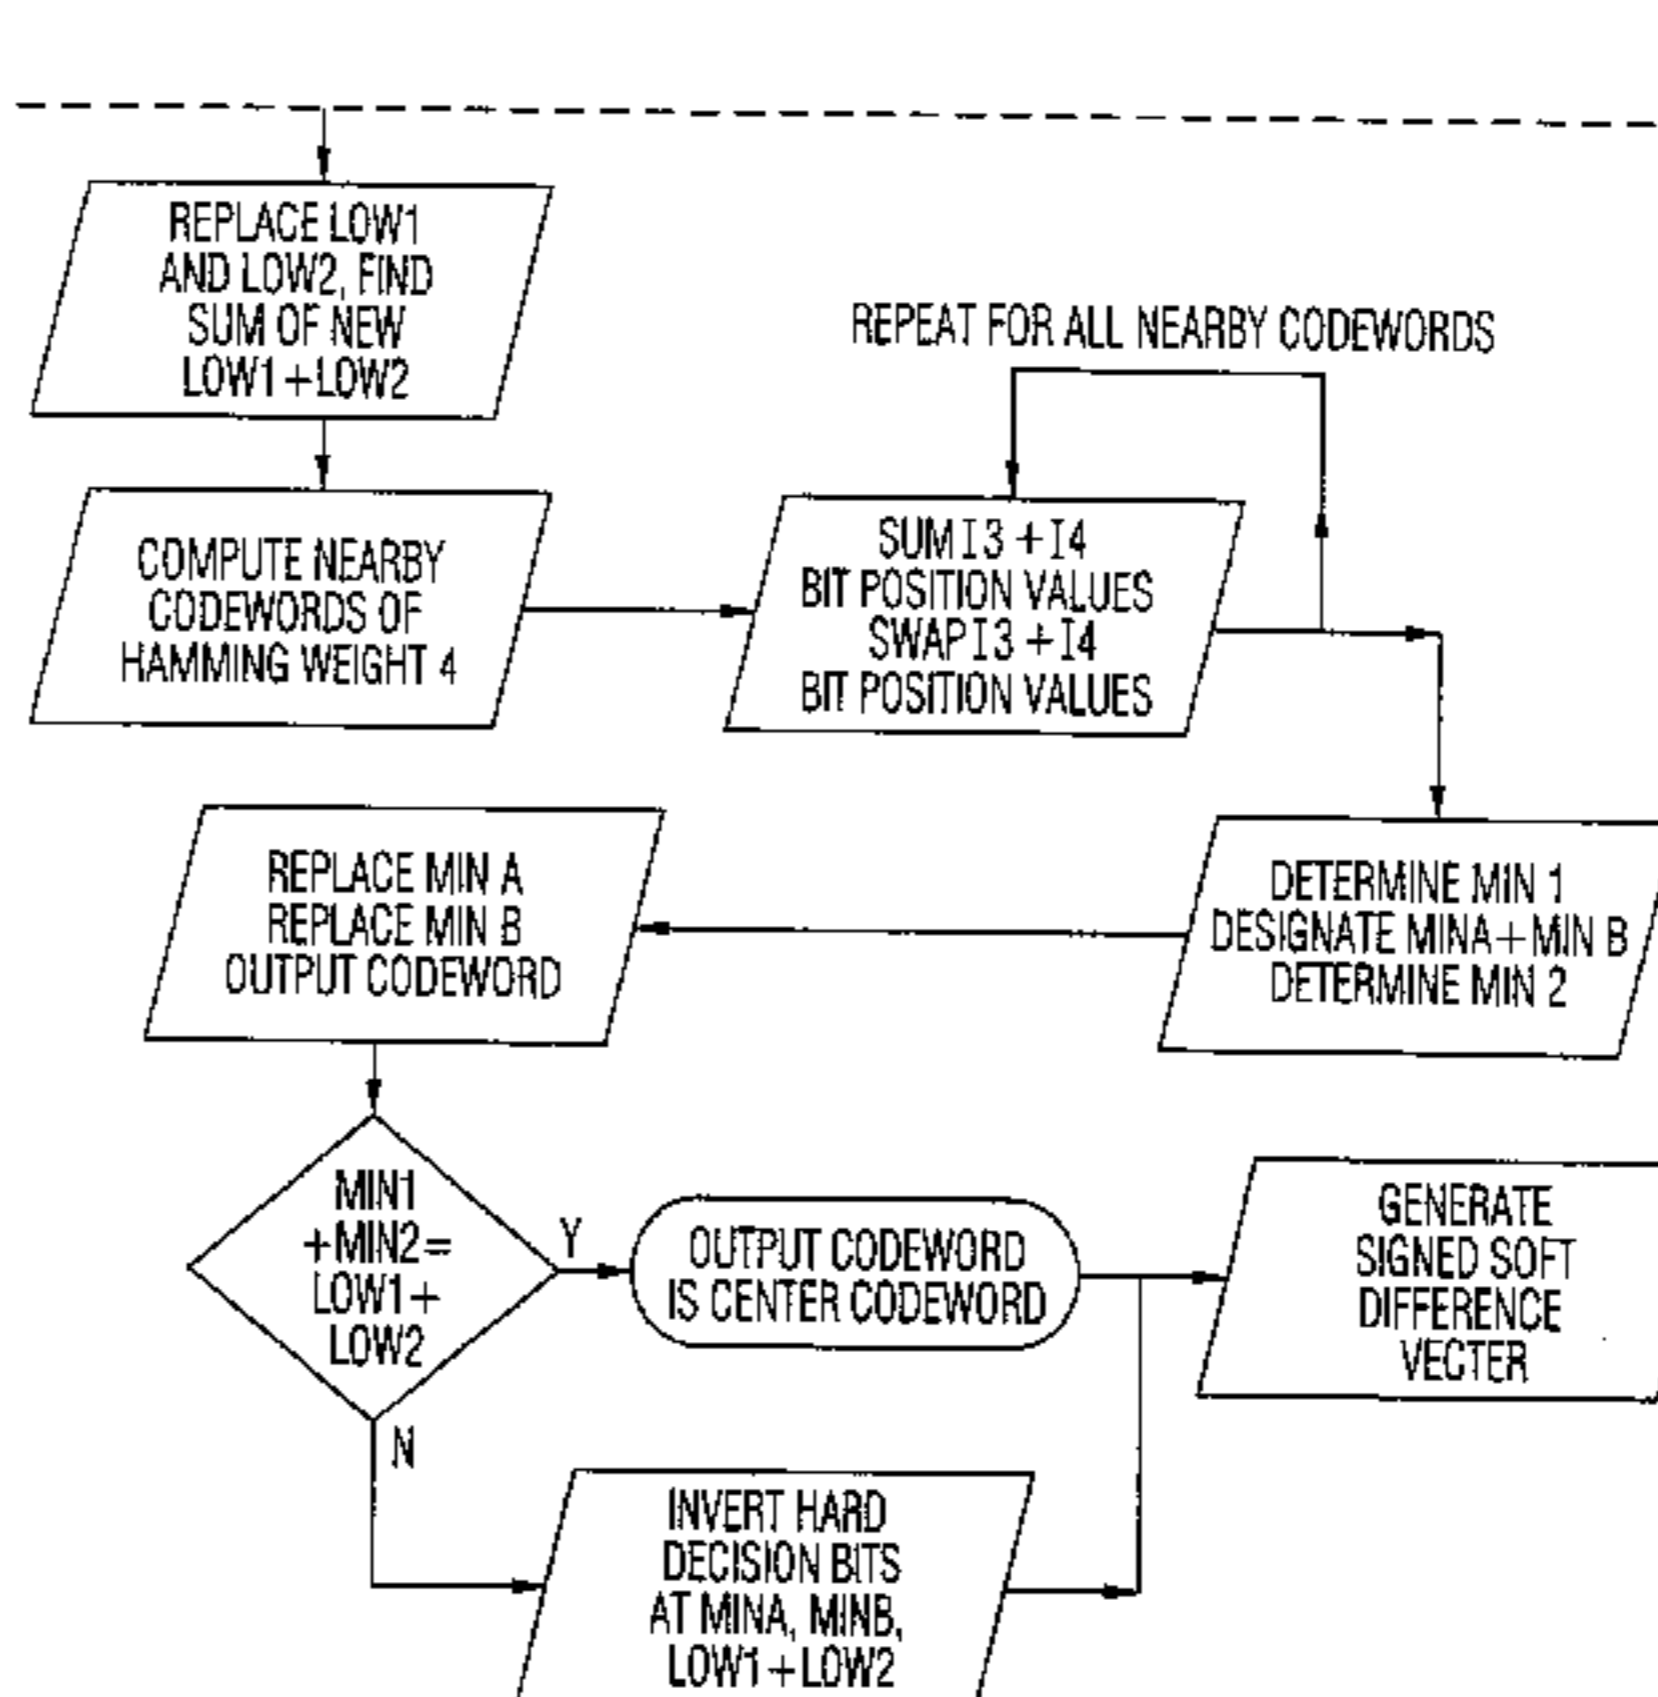 REPLACE LOW1
AND LOW2, FIND
SUM OF NEW
LOW1+LOW2
REPEAT FOR ALL NEARBY CODEWORDS
COMPUTE NEARBY
CODEWORDS OF
HAMMING WEIGHT 4
SUM I3 +I4
BIT POSITION VALUES
SWAP I3 +I4
BIT POSITION VALUES
DETERMINE MIN 1
DESIGNATE MINA+MIN B
DETERMINE MIN 2
REPLACE MIN A
REPLACE MIN B
OUTPUT CODEWORD
MIN1
+MIN2=
LOW1+
LOW2
Y
N
OUTPUT CODEWORD
IS CENTER CODEWORD
GENERATE
SIGNED SOFT
DIFFERENCE
VECTER
INVERT HARD
DECISION BITS
AT MINA, MINB,
LOW1+LOW2